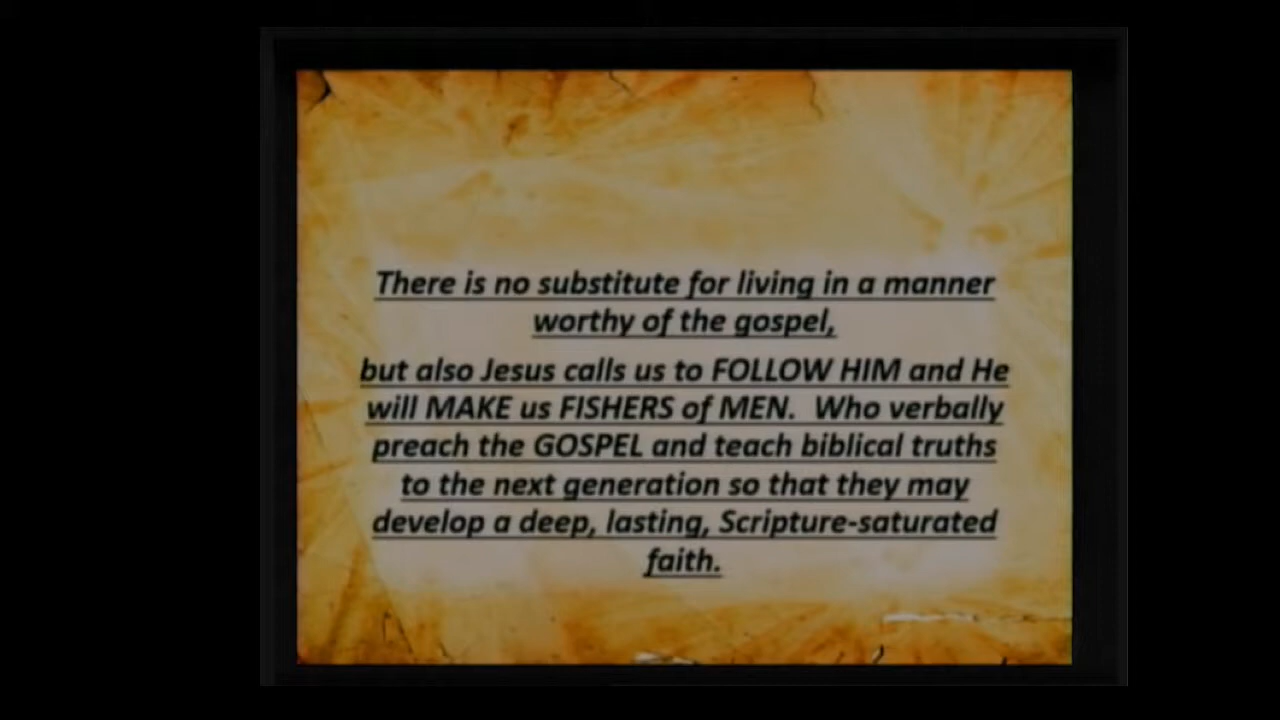 There is no substitute for living in a manner
worthy of the gospel,
but also Jesus calls us to FOLLOW HIM and He
will MAKE us FISHERS of MEN.  Who verbally
preach the GOSPEL and teach biblical truths
to the next generation so that they may
develop a deep, lasting, Scripture-saturated
faith.